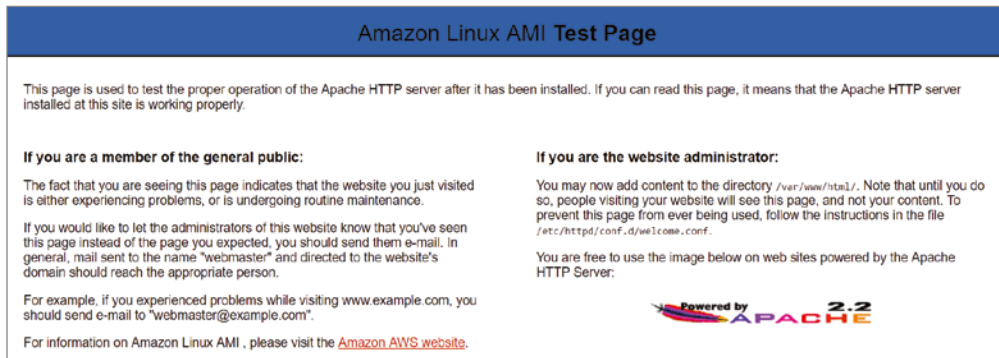 Amazon Linux AMI Test Page
This page is used to test the proper operation of the Apache HTTP server after it has been installed. If you can read this page, it means that the Apache HTTP server
installed at this site is working properly.
If you are a member of the general public:
The fact that you are seeing this page indicates that the website you just visited
is either experiencing problems, or is undergoing routine maintenance.
If you would like to let the administrators of this website know that you've seen
this page instead of the page you expected, you should send them e-mail. In
general, mail sent to the name "webmaster" and directed to the website's
domain should reach the appropriate person.
For example, if you experienced problems while visiting www.example.com, you
should send e-mail to "webmaster@example.com".
For information on Amazon Linux AMI , please visit the Amazon AWS website.
If you are the website administrator:
You may now add content to the directory /var/www/html/. Note that until you do
so, people visiting your website will see this page, and not your content. To
prevent this page from ever being used, follow the instructions in the file
/etc/httpd/conf.d/welcome.conf.
You are free to use the image below on web sites powered by the Apache
HTTP Server:
Powered by 2.2
APACHE